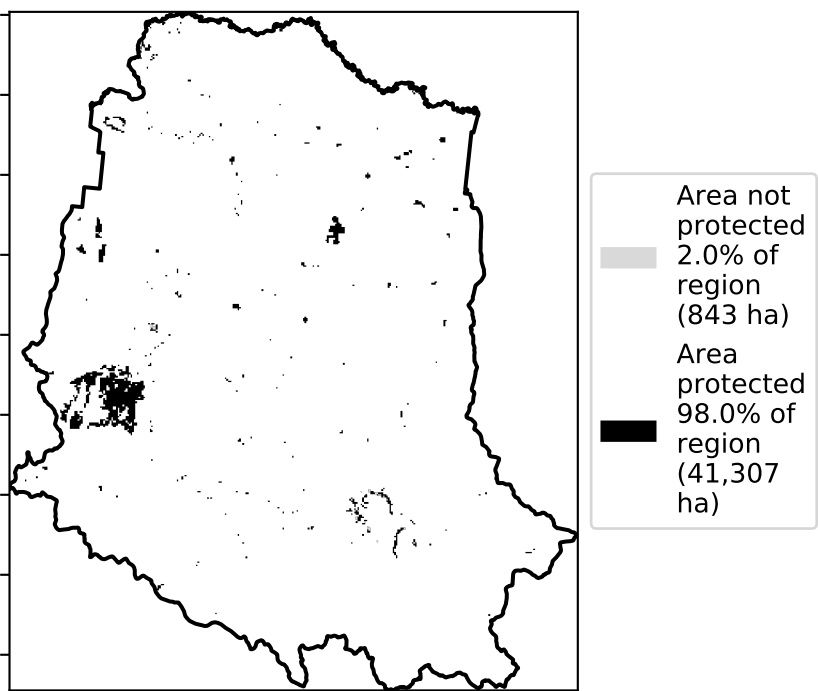 Area not
protected
2.0% of
region
(843 ha)
Area
protected
98.0% of
region
(41,307
ha)